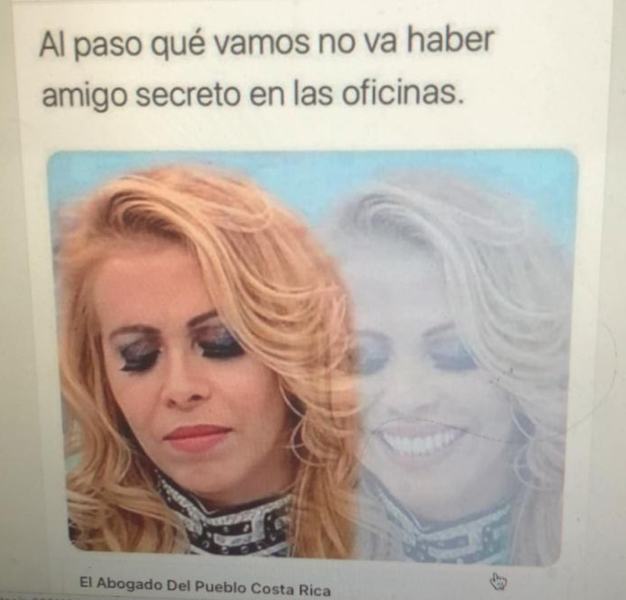 Al paso qué vamos no va haber
amigo secreto en las oficinas.
El Abogado Del Pueblo Costa Rica